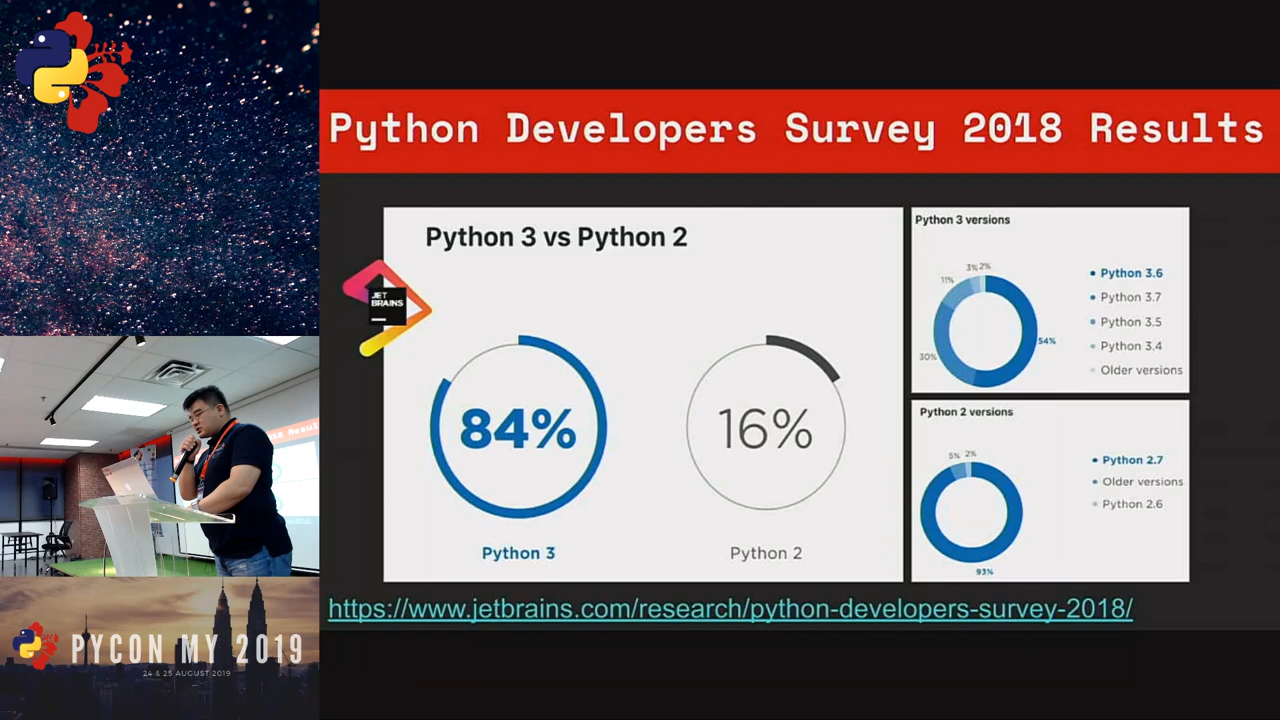 Python Developers Survey 2018 Results
Python 3 vs Python 2
JET
BRAINS
84%
16%
Python 3
Python 2
Python 3 versions
3%
2%
11%
54%
30%
Python 3.6
Python 3.7
Python 3.5
Python 3.4
Older versions
Python 2 versions
5%
2%
93%
Python 2.7
Older versions
Python 2.6
https://www.jetbrains.com/research/python-developers-survey-2018/
PYCON MY 2019
24 & 25 AUGUST 2019